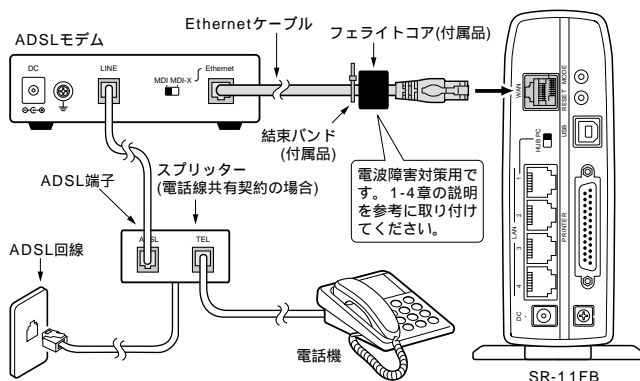 Ethernetケーブル
フェライトコア(付属品)
ADSLモデム
DC
LINE
MDI MDI-X
Ethernet
結束バンド
(付属品)
電波障害対策用で
す。1-4章の説明
を参考に取り付け
てください。
ADSL端子
スプリッター
(電話線共有契約の場合)
ADSL
TEL
ADSL回線
電話機
WAN
RESET
MODE
HUB PC
USB
1
2
LAN
3
4
PRINTER
DC
SR-11FB